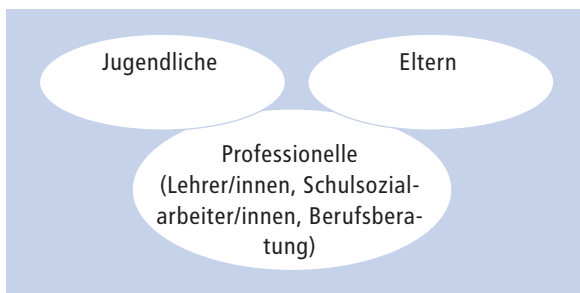 Jugendliche
Eltern
Professionelle
(Lehrer/innen, Schulsozial-
arbeiter/innen, Berufsbera-
tung)